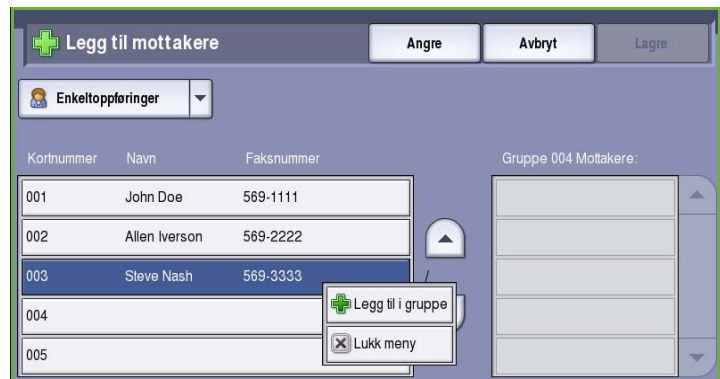 Legg til mottakere
Angre
Avbryt
Lagre
Enkeltoppføringer
Kortnummer Navn Faksnummer
Gruppe 004 Mottakere:
001 John Doe 569-1111
002 Allen Iverson 569-2222
003 Steve Nash 569-3333
/
004
005
Legg til i gruppe
Lukk meny